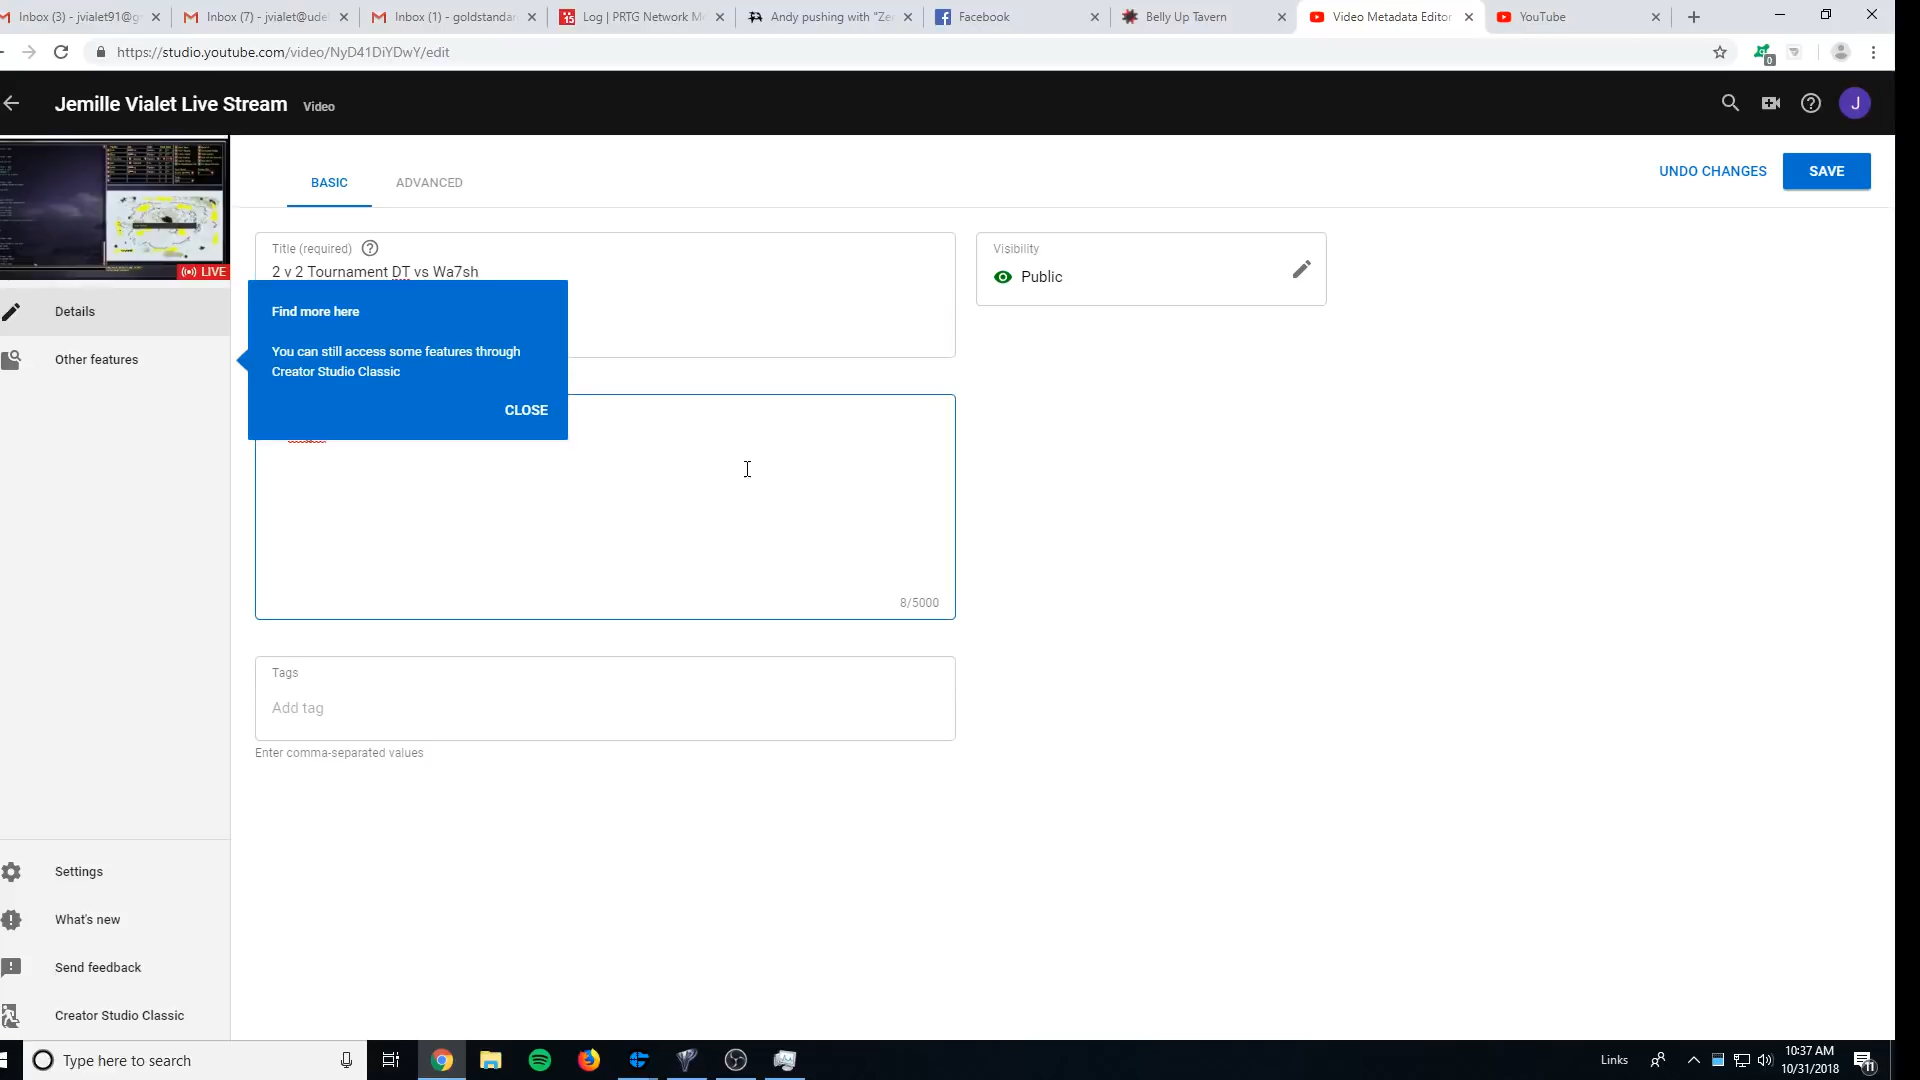 Inbox (3) - jvialet91@g
Inbox (7) - jvialet@ude
Inbox (1) - goldstandar
Log | PRTG Network M
Andy pushing with "Ze
Facebook
Belly Up Tavern
Video Metadata Editor
YouTube
https://studio.youtube.com/video/NyD41DiYDwY/edit
0
Jemille Vialet Live Stream Video
J
BASIC
ADVANCED
UNDO CHANGES
SAVE
Title (required)
2 v 2 Tournament DT vs Wa7sh
Visibility
Public
LIVE
Details
Other features
Find more here
You can still access some features through
Creator Studio Classic
CLOSE
8/5000
Tags
Add tag
Enter comma-separated values
Settings
What's new
Send feedback
Creator Studio Classic
Type here to search
Links
10:37 AM
10/31/2018
11